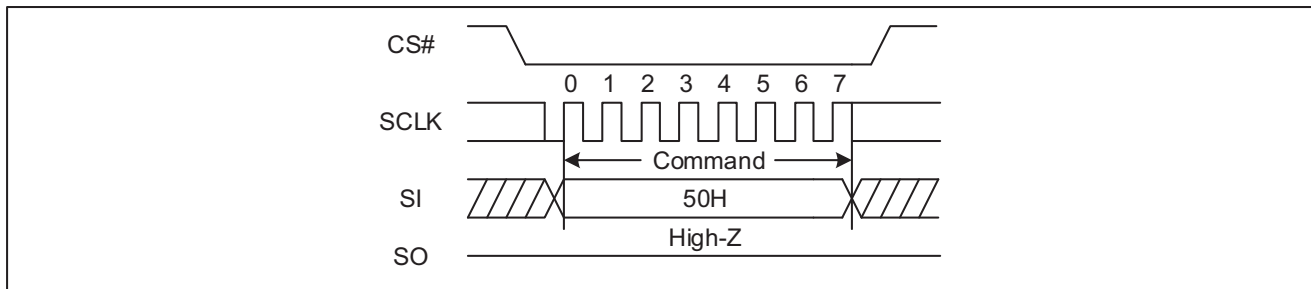 CS#
0 1 2 3 4 5 6 7
SCLK
Command
SI 50H
High-Z
SO